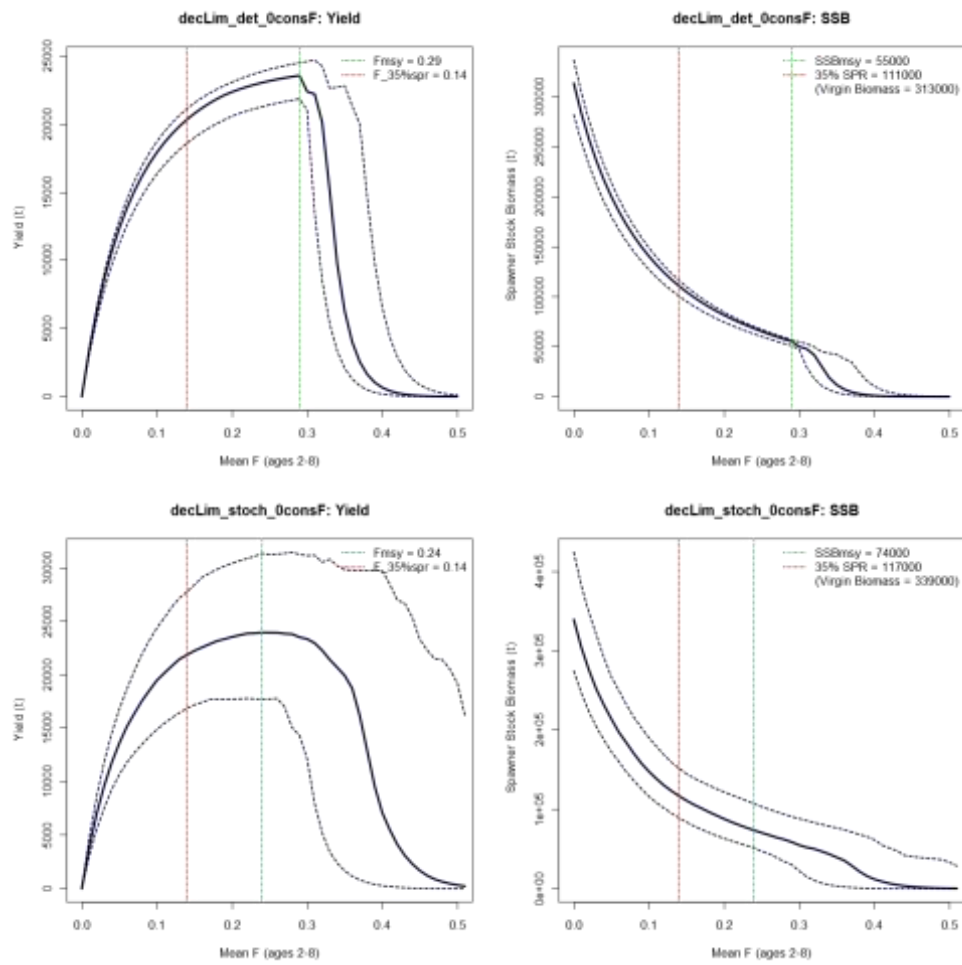 decLim_det_0consF: Yield
Fmsy = 0.29
F_35%spr = 0.14
Yield (t)
0
5000
10000
15000
20000
25000
0.0 0.1 0.2 0.3 0.4 0.5
Mean F (ages 2-8)
decLim_det_0consF: SSB
SSBmsy = 55000
35% SPR = 111000
(Virgin Biomass = 313000)
Spawner Stock Biomass (t)
0
50000
100000
150000
200000
250000
300000
0.0 0.1 0.2 0.3 0.4 0.5
Mean F (ages 2-8)
decLim_stoch_0consF: Yield
Fmsy = 0.24
F_35%spr = 0.14
Yield (t)
0
5000
10000
15000
20000
25000
30000
0.0 0.1 0.2 0.3 0.4 0.5
Mean F (ages 2-8)
decLim_stoch_0consF: SSB
SSBmsy = 74000
35% SPR = 117000
(Virgin Biomass = 339000)
Spawner Stock Biomass (t)
0e+00
1e+05
2e+05
3e+05
4e+05
0.0 0.1 0.2 0.3 0.4 0.5
Mean F (ages 2-8)